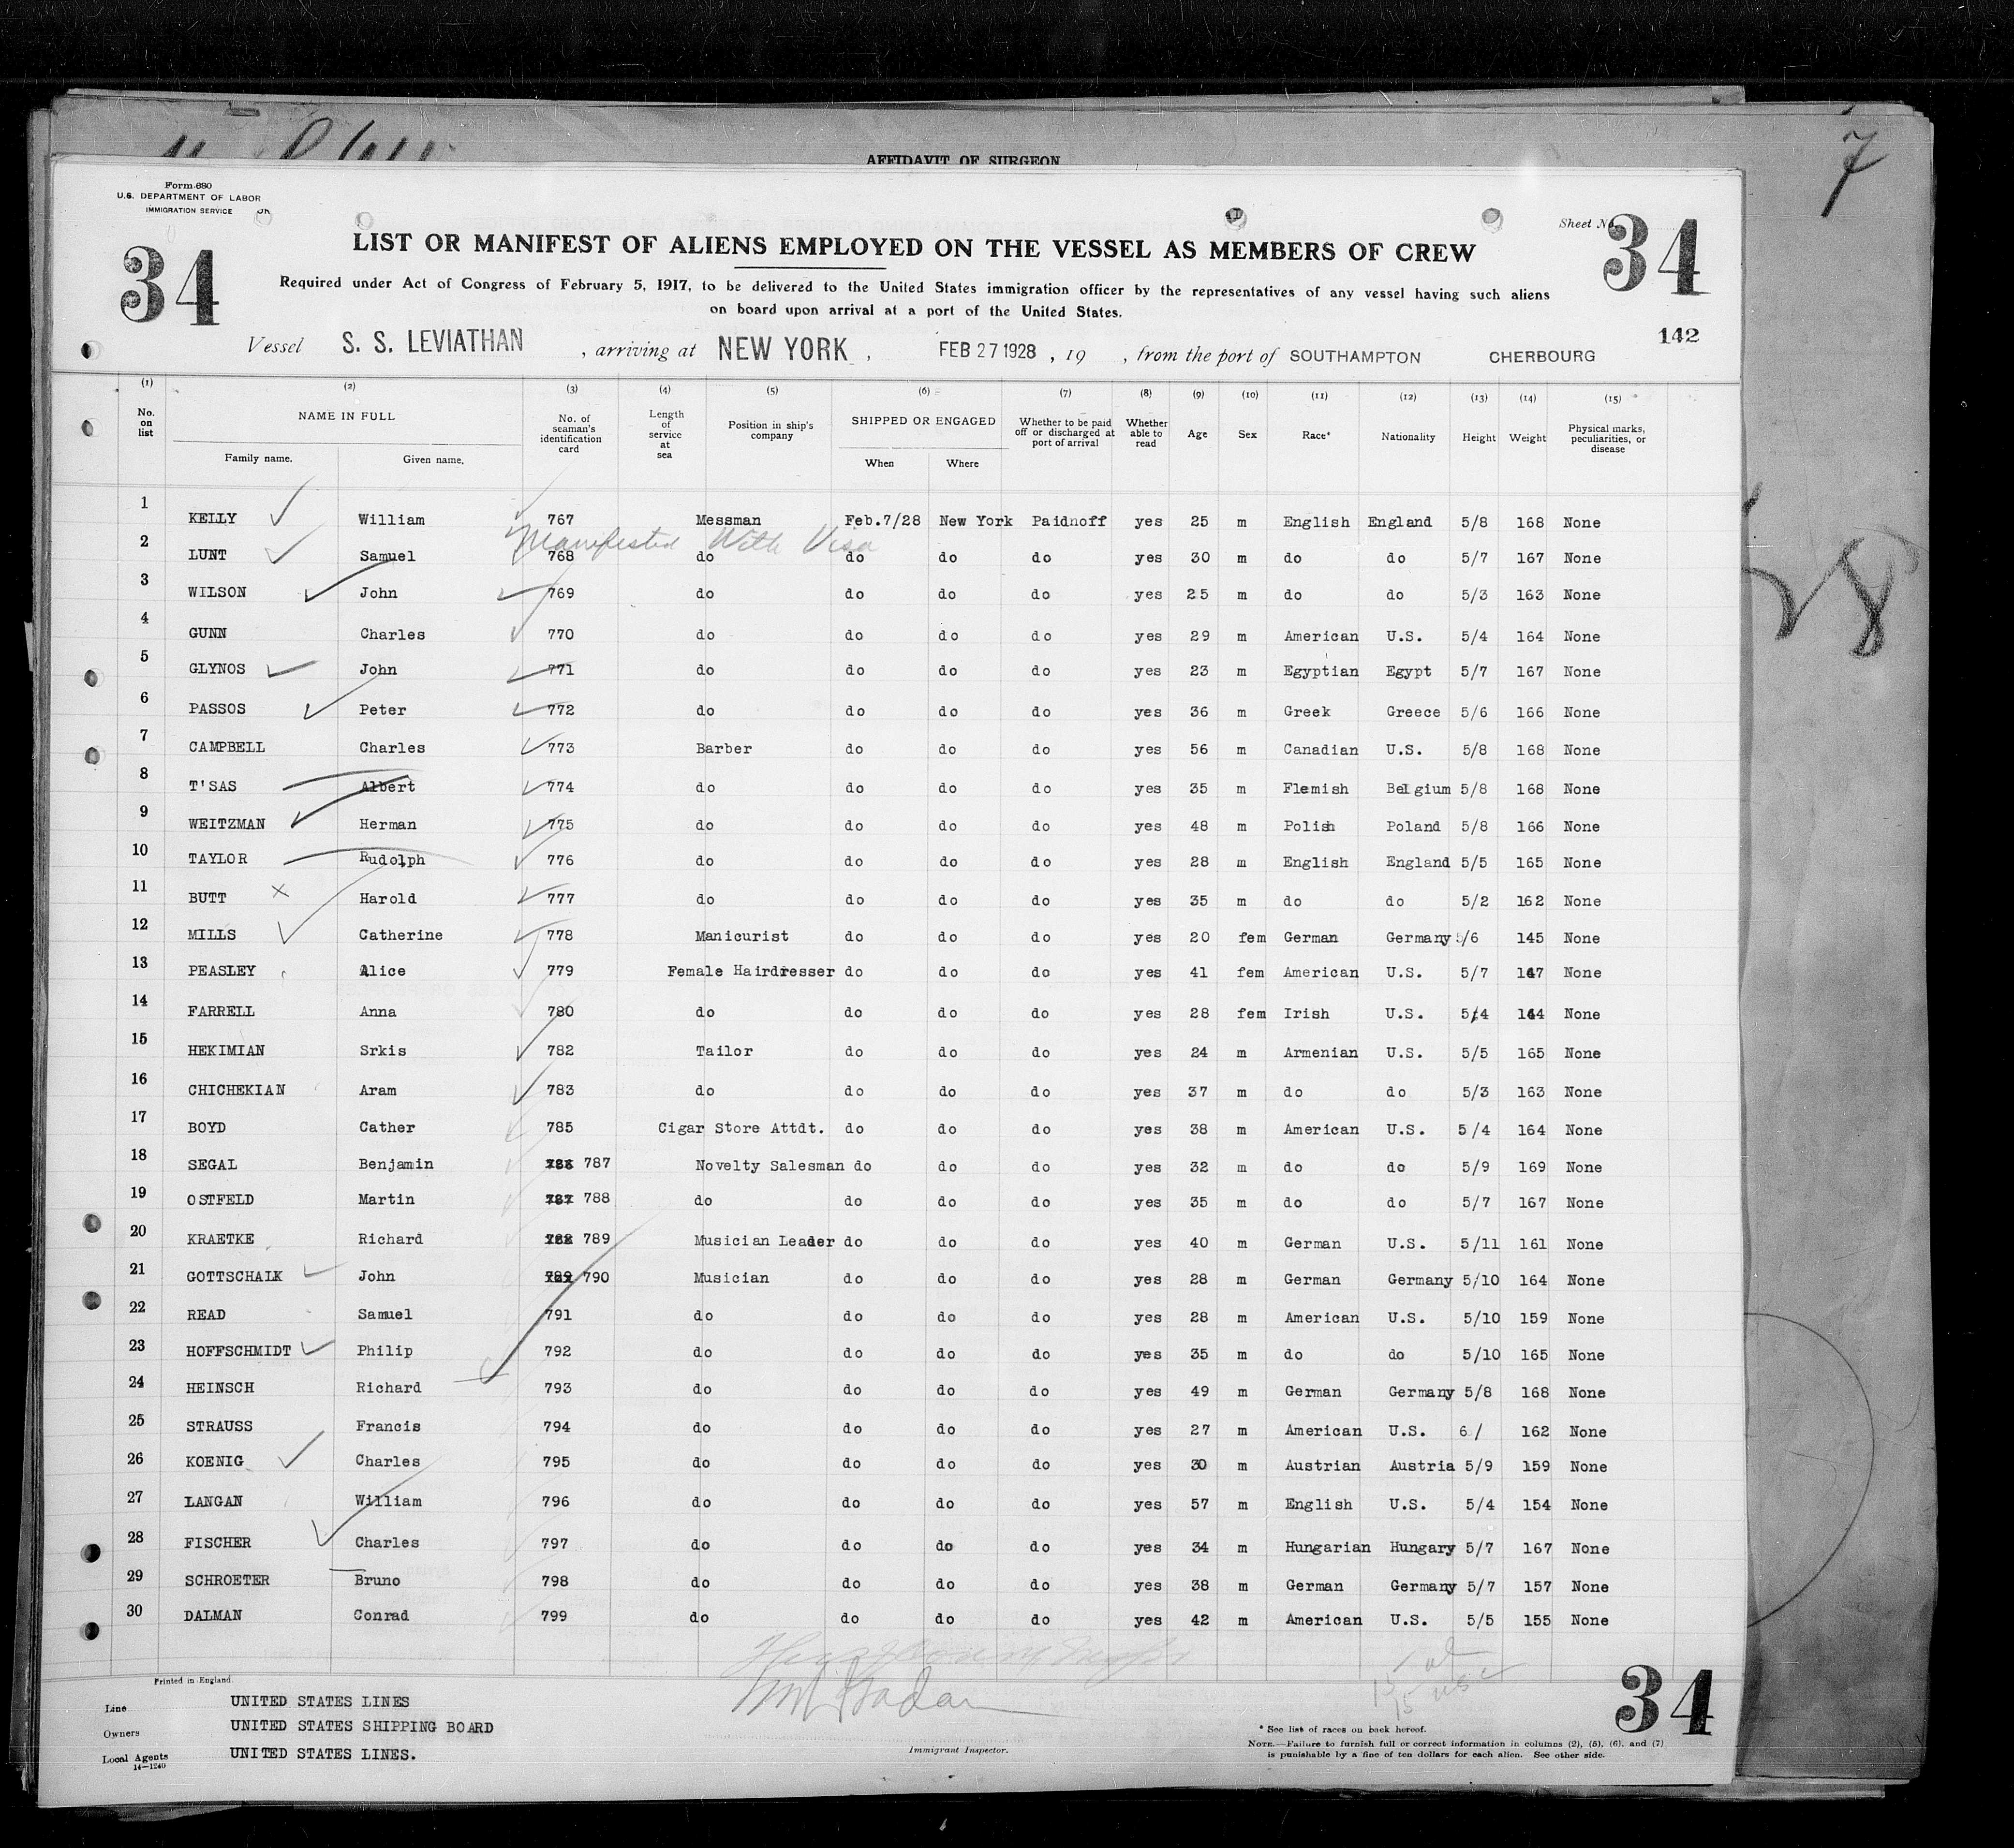 AFFIDAVIT OF SURGEON
7
Form 680
U.S. DEPARTMENT OF LABOR
IMMIGRATION SERVICE
Sheet No.
34
34
LIST OR MANIFEST OF ALIENS EMPLOYED ON THE VESSEL AS MEMBERS OF CREW
Required under Act of Congress of February 5, 1917, to be delivered to the United States immigration officer by the representatives of any vessel having such aliens
on board upon arrival at a port of the United States.
142
Vessel S. S. LEVIATHAN , arriving at NEW YORK , FEB 27 1928 , 19 , from the port of SOUTHAMPTON CHERBOURG
(1) (2) (3) (4) (5) (6) (7) (8) (9) (10) (11) (12) (13) (14) (15)
No. on list NAME IN FULL Family name. Given name. No. of seaman's identification card Length of service at sea Position in ship's company SHIPPED OR ENGAGED When Where Whether to be paid off or discharged at port of arrival Whether able to read Age Sex Race* Nationality Height Weight Physical marks, peculiarities, or disease
1 KELLY William 767 Messman Feb.7/28 New York Paidnoff yes 25 m English England 5/8 168 None
Manifested With Visa
2 LUNT Samuel 768 do do do do yes 30 m do do 5/7 167 None
3 WILSON John 769 do do do do yes 25 m do do 5/3 163 None
4 GUNN Charles 770 do do do do yes 29 m American U.S. 5/4 164 None
5 GLYNOS John 771 do do do do yes 23 m Egyptian Egypt 5/7 167 None
6 PASSOS Peter 772 do do do do yes 36 m Greek Greece 5/6 166 None
7 CAMPBELL Charles 773 Barber do do do yes 56 m Canadian U.S. 5/8 168 None
8 T'SAS Albert 774 do do do do yes 35 m Flemish Belgium 5/8 168 None
9 WEITZMAN Herman 775 do do do do yes 48 m Polish Poland 5/8 166 None
10 TAYLOR Rudolph 776 do do do do yes 28 m English England 5/5 165 None
11 BUTT Harold 777 do do do do yes 35 m do do 5/2 162 None
12 MILLS Catherine 778 Manicurist do do do yes 20 fem German Germany 5/6 145 None
13 PEASLEY Alice 779 Female Hairdresser do do do yes 41 fem American U.S. 5/7 147 None
14 FARRELL Anna 780 do do do do yes 28 fem Irish U.S. 5/4 144 None
15 HEKIMIAN Srkis 782 Tailor do do do yes 24 m Armenian U.S. 5/5 165 None
16 CHICHEKIAN Aram 783 do do do do yes 37 m do do 5/3 163 None
17 BOYD Cather 785 Cigar Store Attdt. do do do yes 38 m American U.S. 5/4 164 None
18 SEGAL Benjamin 787 Novelty Salesman do do do yes 32 m do do 5/9 169 None
19 OSTFELD Martin 788 do do do do yes 35 m do do 5/7 167 None
20 KRAETKE Richard 789 Musician Leader do do do yes 40 m German U.S. 5/11 161 None
21 GOTTSCHALK John 790 Musician do do do yes 28 m German Germany 5/10 164 None
22 READ Samuel 791 do do do do yes 28 m American U.S. 5/10 159 None
23 HOFFSCHMIDT Philip 792 do do do do yes 35 m do do 5/10 165 None
24 HEINSCH Richard 793 do do do do yes 49 m German Germany 5/8 168 None
25 STRAUSS Francis 794 do do do do yes 27 m American U.S. 6/ 162 None
26 KOENIG Charles 795 do do do do yes 30 m Austrian Austria 5/9 159 None
27 LANGAN William 796 do do do do yes 57 m English U.S. 5/4 154 None
28 FISCHER Charles 797 do do do do yes 34 m Hungarian Hungary 5/7 167 None
29 SCHROETER Bruno 798 do do do do yes 38 m German Germany 5/7 157 None
30 DALMAN Conrad 799 do do do do yes 42 m American U.S. 5/5 155 None
Printed in England.
Line UNITED STATES LINES
Owners UNITED STATES SHIPPING BOARD
Local Agents UNITED STATES LINES.
14—1240
Immigrant Inspector.
* See list of races on back hereof.
NOTE.—Failure to furnish full or correct information in columns (2), (5), (6), and (7)
is punishable by a fine of ten dollars for each alien. See other side.
34